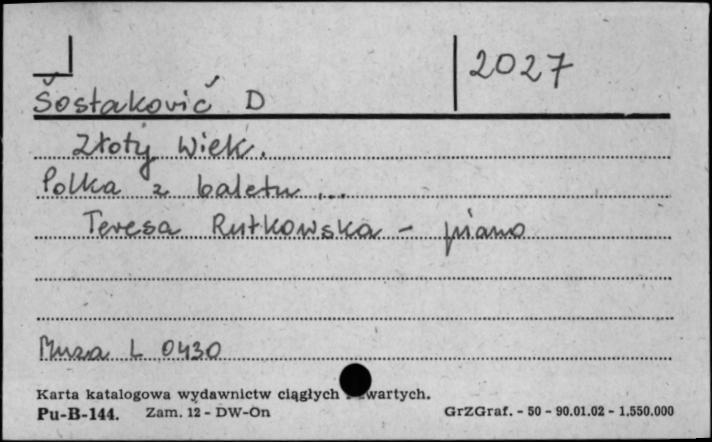 2027
Šostaković D
Złoty Wiek.
Polka z baletu ...
Teresa Rutkowska - piano
Muza L 0430
Karta katalogowa wydawnictw ciągłych wartych.
Pu-B-144. Zam. 12 - DW-On GrZGraf. - 50 - 90.01.02 - 1.550.000